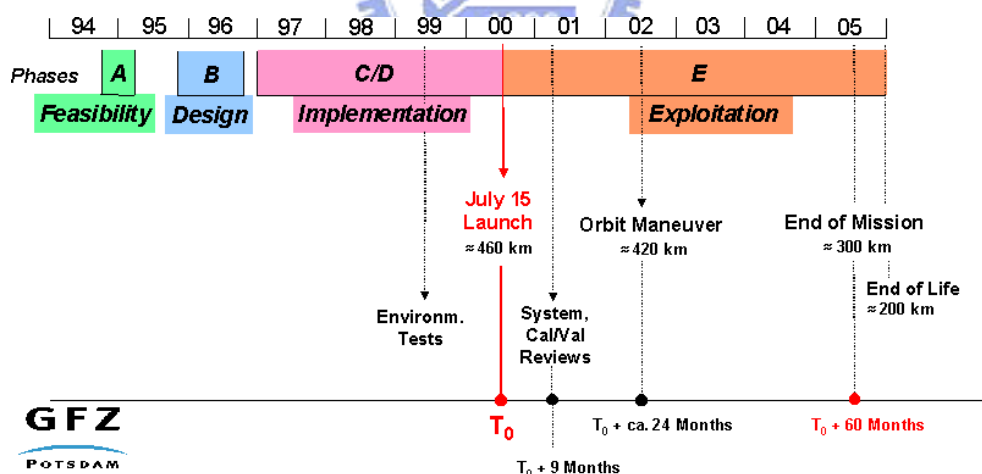 94 95 96 97 98 99 00 01 02 03 04 05
Phases A B C/D E
Feasibility Design Implementation Exploitation
July 15
Launch
≈ 460 km
Orbit Maneuver
≈ 420 km
End of Mission
≈ 300 km
End of Life
≈ 200 km
Environm.
Tests
System,
Cal/Val
Reviews
GFZ
POTSDAM
T₀
T₀ + ca. 24 Months
T₀ + 60 Months
T₀ + 9 Months